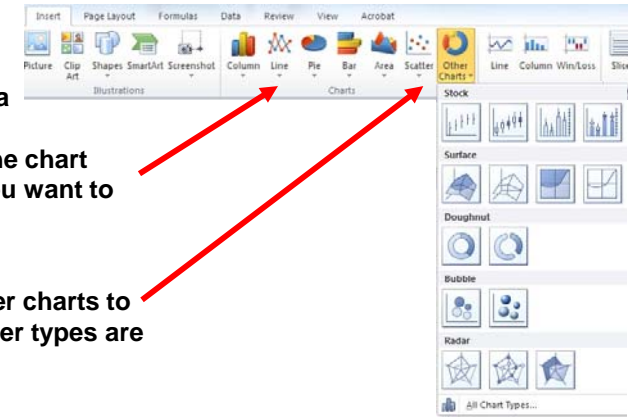 Insert Page Layout Formulas Data Review View Acrobat
Picture Clip Art Shapes SmartArt Screenshot Column Line Pie Bar Area Scatter Other Charts Line Column Win/Loss
Illustrations Charts
Stock
Surface
Doughnut
Bubble
Radar
All Chart Types...
a
chart
u want to
er charts to
er types are